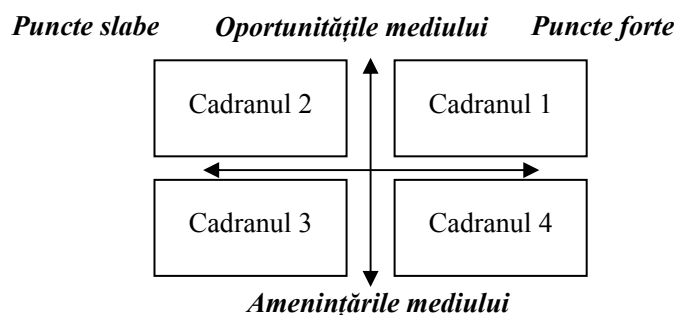 Puncte slabe Oportunitățile mediului Puncte forte
Cadranul 2 Cadranul 1
Cadranul 3 Cadranul 4
Amenințările mediului